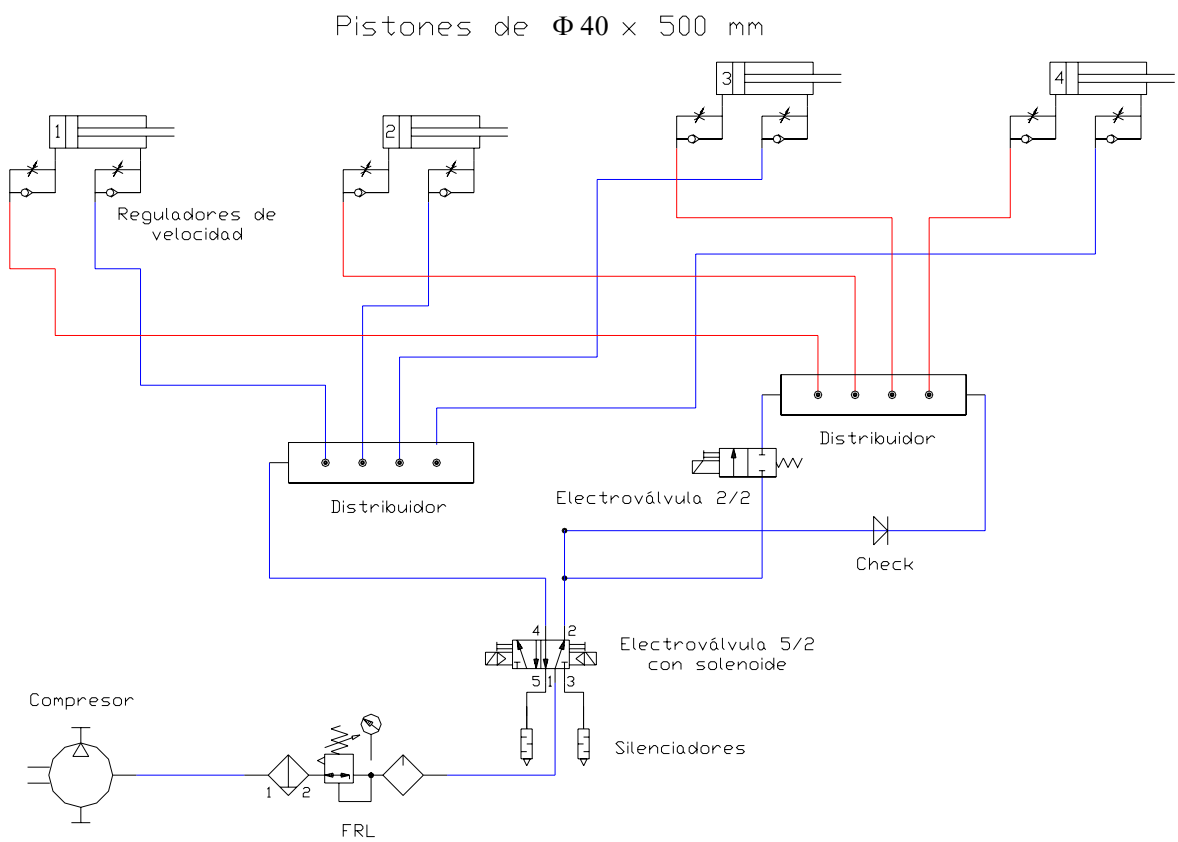 Pistones de Φ 40 x 500 mm
3
4
1
2
Reguladores de
velocidad
Distribuidor
Distribuidor
Electroválvula 2/2
Check
4 2
Electroválvula 5/2
con solenoide
5 1 3
Compresor
Silenciadores
1 2
FRL